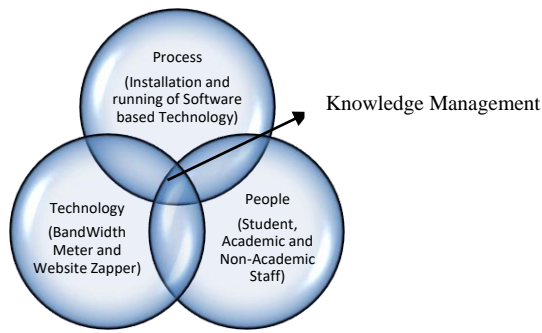 Process
(Installation and
running of Software
based Technology)
Knowledge Management
Technology
(BandWidth
Meter and
Website Zapper)
People
(Student,
Academic and
Non-Academic
Staff)